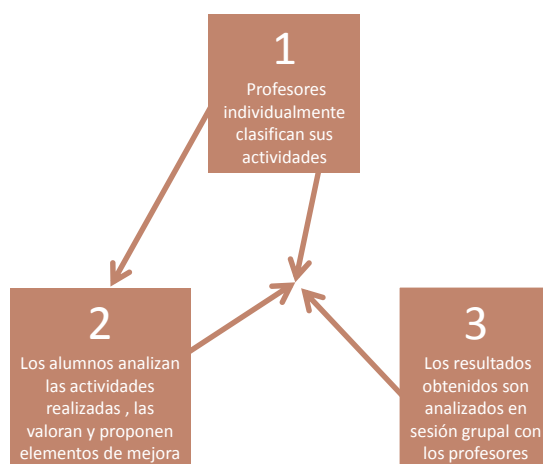 1
Profesores
individualmente
clasifican sus
actividades
2
Los alumnos analizan
las actividades
realizadas , las
valoran y proponen
elementos de mejora
3
Los resultados
obtenidos son
analizados en
sesión grupal con
los profesores